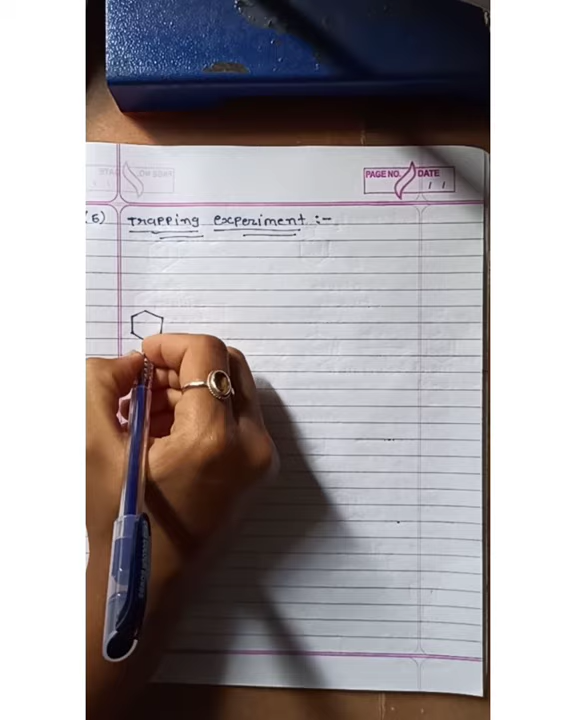 PAGE NO. DATE
/ /
(5) Trapping experiment :-